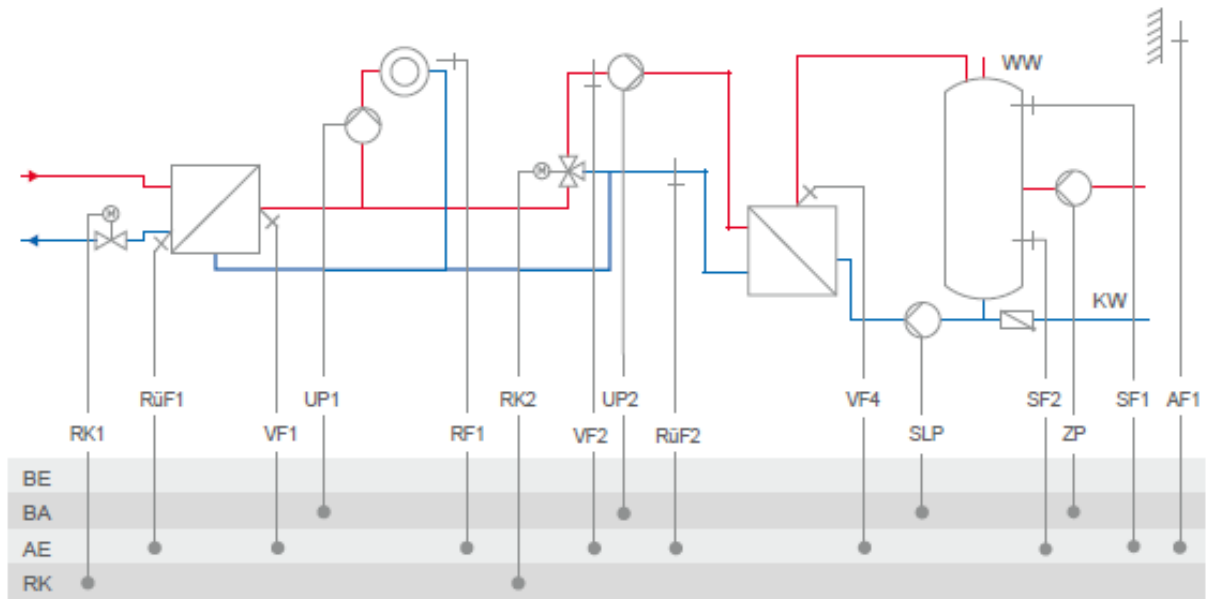 WW
M
M
KW
RüF1 UP1 RK2 UP2 VF4 SF2 SF1 AF1
RK1 VF1 RF1 VF2 RüF2 SLP ZP
BE
BA
AE
RK